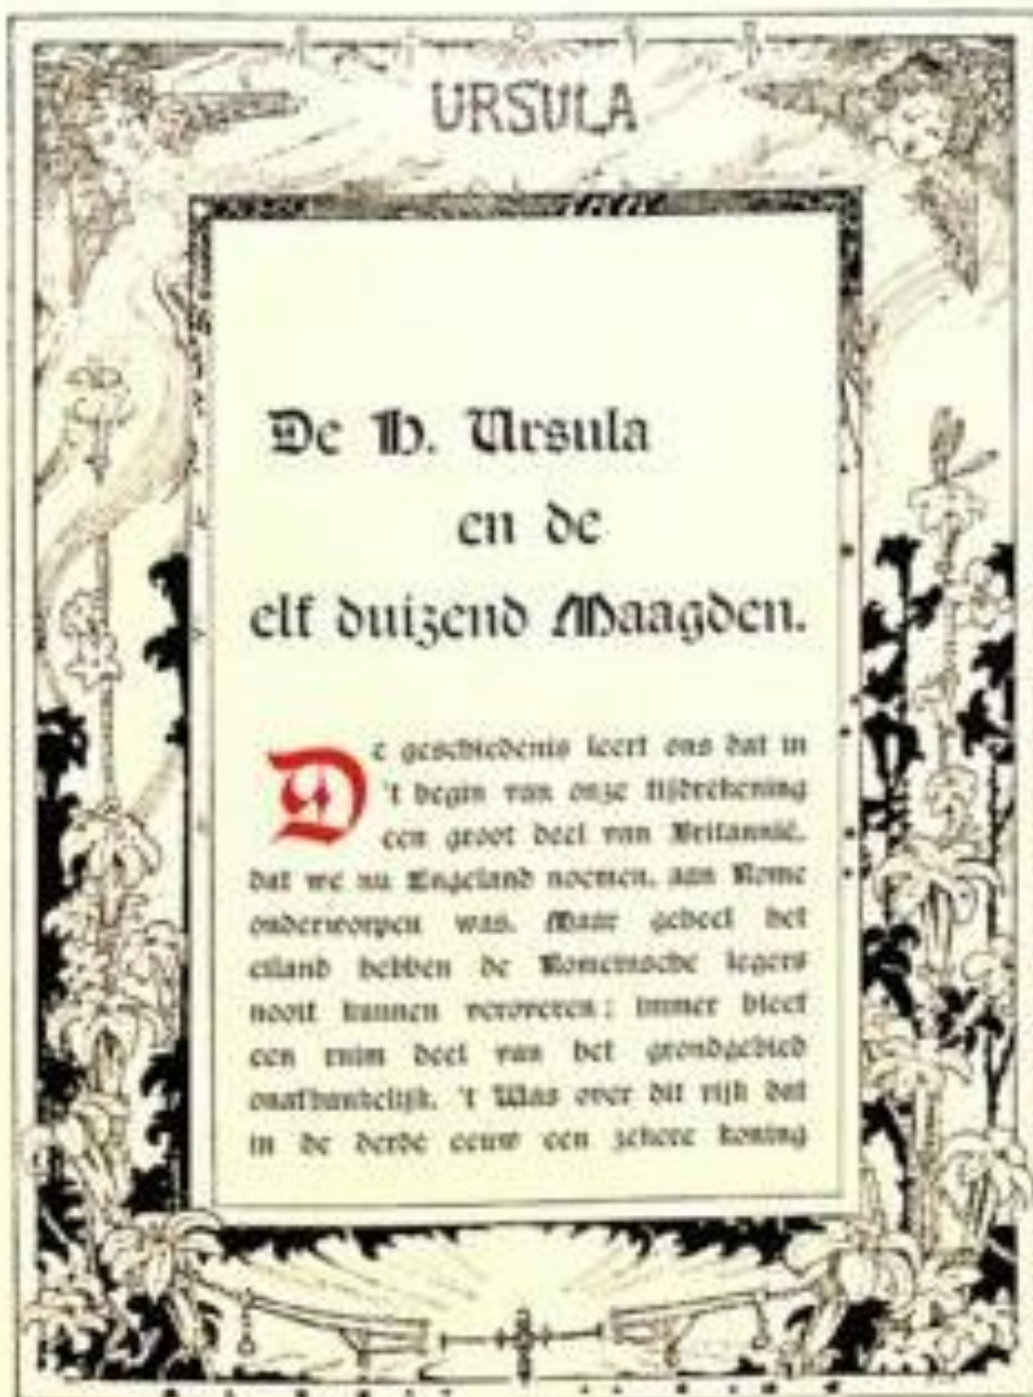 URSULA
De H. Ursula
en de
elf duizend Maagden.
De geschiedenis leert ons dat in
't begin van onze tijdrekening
een groot deel van Britannië,
dat we nu Engeland noemen, aan Rome
onderworpen was. Maar geheel het
eiland hebben de Romeinsche legers
nooit kunnen veroveren; immer bleef
een ruim deel van het grondgebied
onafhankelijk. 't Was over dit rijk dat
in de derde eeuw een zekere koning